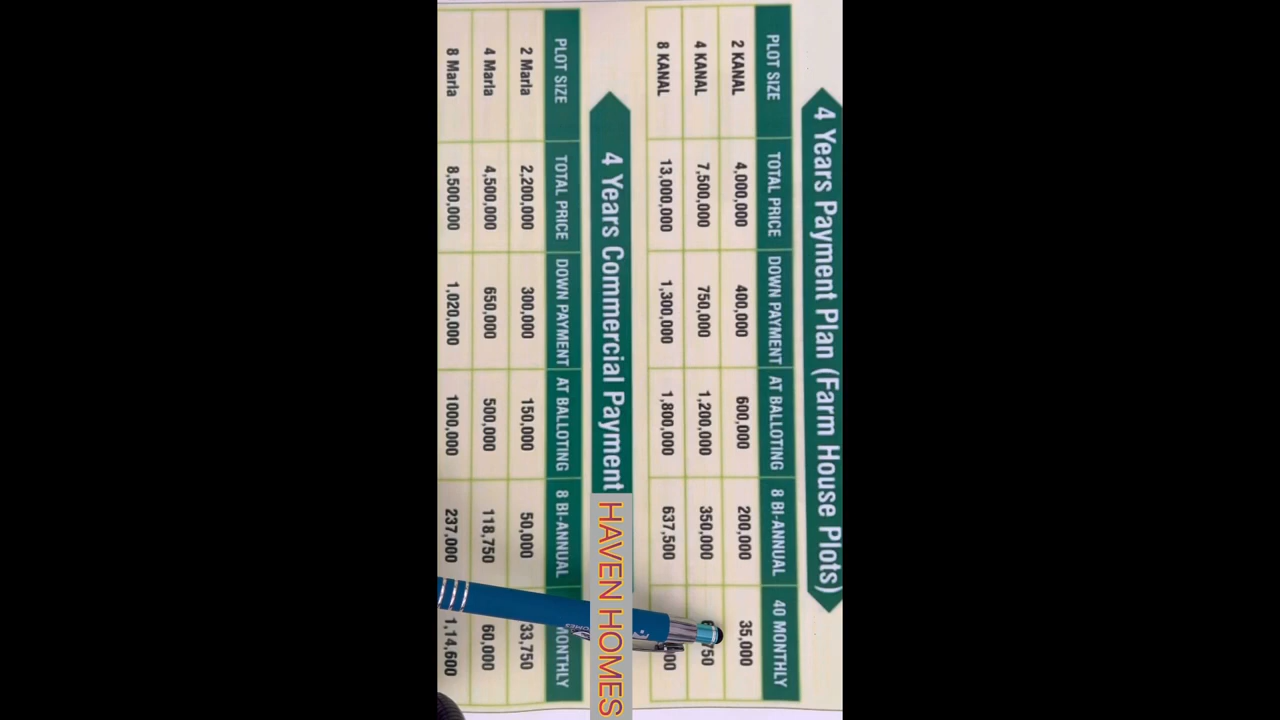 4 Years Payment Plan (Farm House Plots)
PLOT SIZE TOTAL PRICE DOWN PAYMENT AT BALLOTING 8 BI-ANNUAL 40 MONTHLY
2 KANAL 4,000,000 400,000 600,000 200,000 35,000
4 KANAL 7,500,000 750,000 1,200,000 350,000
8 KANAL 13,000,000 1,300,000 1,800,000 637,500
4 Years Commercial Payment
HAVEN HOMES
PLOT SIZE TOTAL PRICE DOWN PAYMENT AT BALLOTING 8 BI-ANNUAL MONTHLY
2 Marla 2,200,000 300,000 150,000 50,000 33,750
4 Marla 4,500,000 650,000 500,000 118,750 60,000
8 Marla 8,500,000 1,020,000 1000,000 237,000 1,14,600